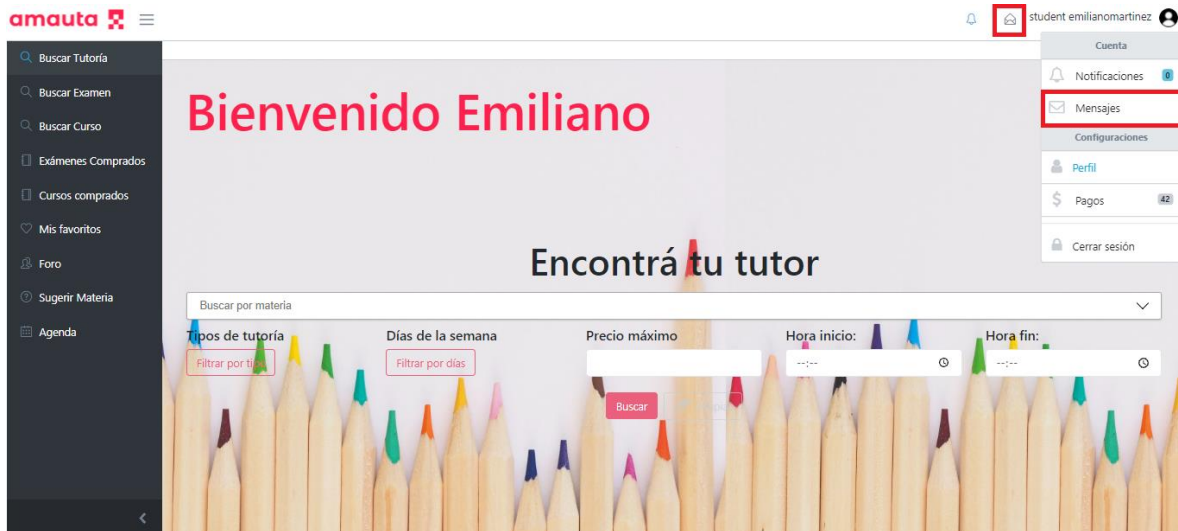 amauta
student emilianomartinez
Cuenta
Notificaciones 0
Mensajes
Configuraciones
Perfil
Pagos 42
Cerrar sesión
Buscar Tutoría
Buscar Examen
Buscar Curso
Exámenes Comprados
Cursos comprados
Mis favoritos
Foro
Sugerir Materia
Agenda
Bienvenido Emiliano
Encontrá tu tutor
Buscar por materia
Tipos de tutoría Días de la semana Precio máximo Hora inicio: Hora fin:
Filtrar por tipo Filtrar por días --:-- --:--
Buscar